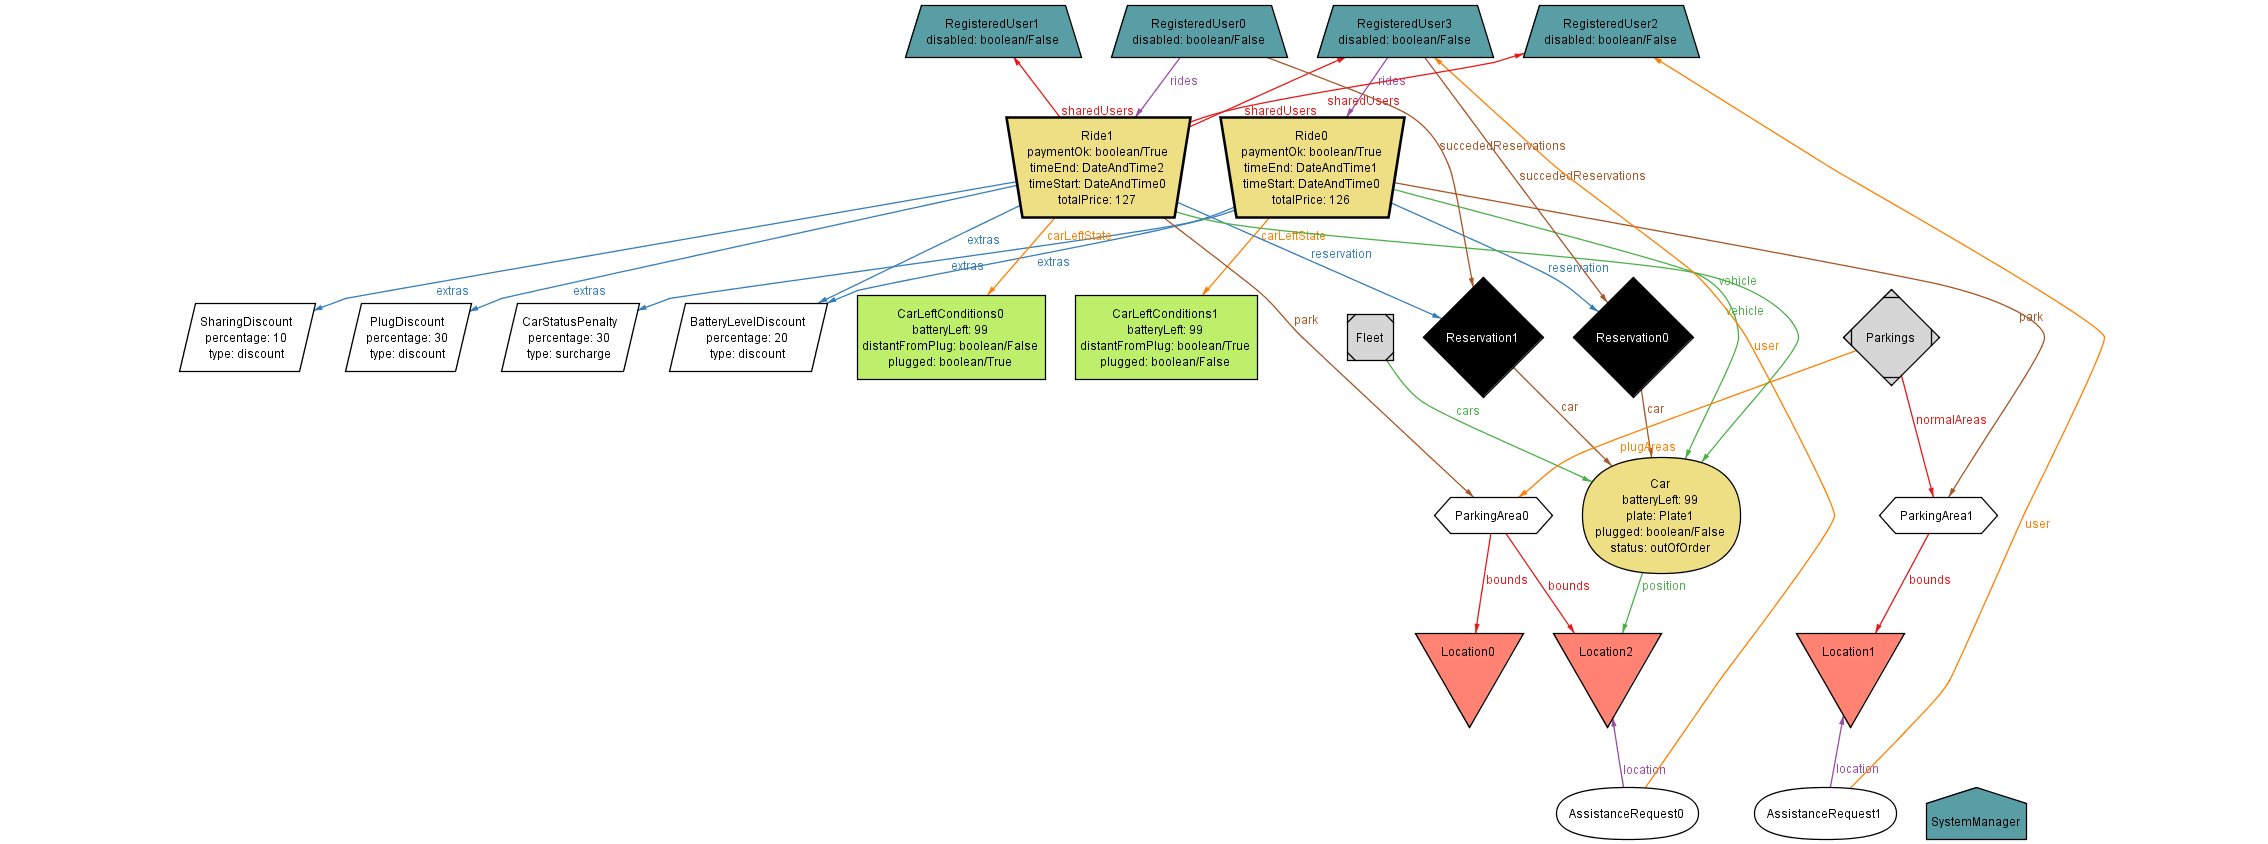 RegisteredUser1
disabled: boolean/False
RegisteredUser0
disabled: boolean/False
RegisteredUser3
disabled: boolean/False
RegisteredUser2
disabled: boolean/False
rides
rides
sharedUsers
sharedUsers
sharedUsers
Ride1
paymentOk: boolean/True
timeEnd: DateAndTime2
timeStart: DateAndTime0
totalPrice: 127
Ride0
paymentOk: boolean/True
timeEnd: DateAndTime1
timeStart: DateAndTime0
totalPrice: 126
succededReservations
succededReservations
extras
carLeftState
carLeftState
extras
extras
reservation
reservation
vehicle
extras
extras
vehicle
park
park
user
SharingDiscount
percentage: 10
type: discount
PlugDiscount
percentage: 30
type: discount
CarStatusPenalty
percentage: 30
type: surcharge
BatteryLevelDiscount
percentage: 20
type: discount
CarLeftConditions0
batteryLeft: 99
distantFromPlug: boolean/False
plugged: boolean/True
CarLeftConditions1
batteryLeft: 99
distantFromPlug: boolean/True
plugged: boolean/False
Fleet
Reservation1
Reservation0
Parkings
cars
car
car
normalAreas
plugAreas
ParkingArea0
Car
batteryLeft: 99
plate: Plate1
plugged: boolean/False
status: outOfOrder
ParkingArea1
user
bounds
bounds
position
bounds
Location0
Location2
Location1
location
location
AssistanceRequest0
AssistanceRequest1
SystemManager